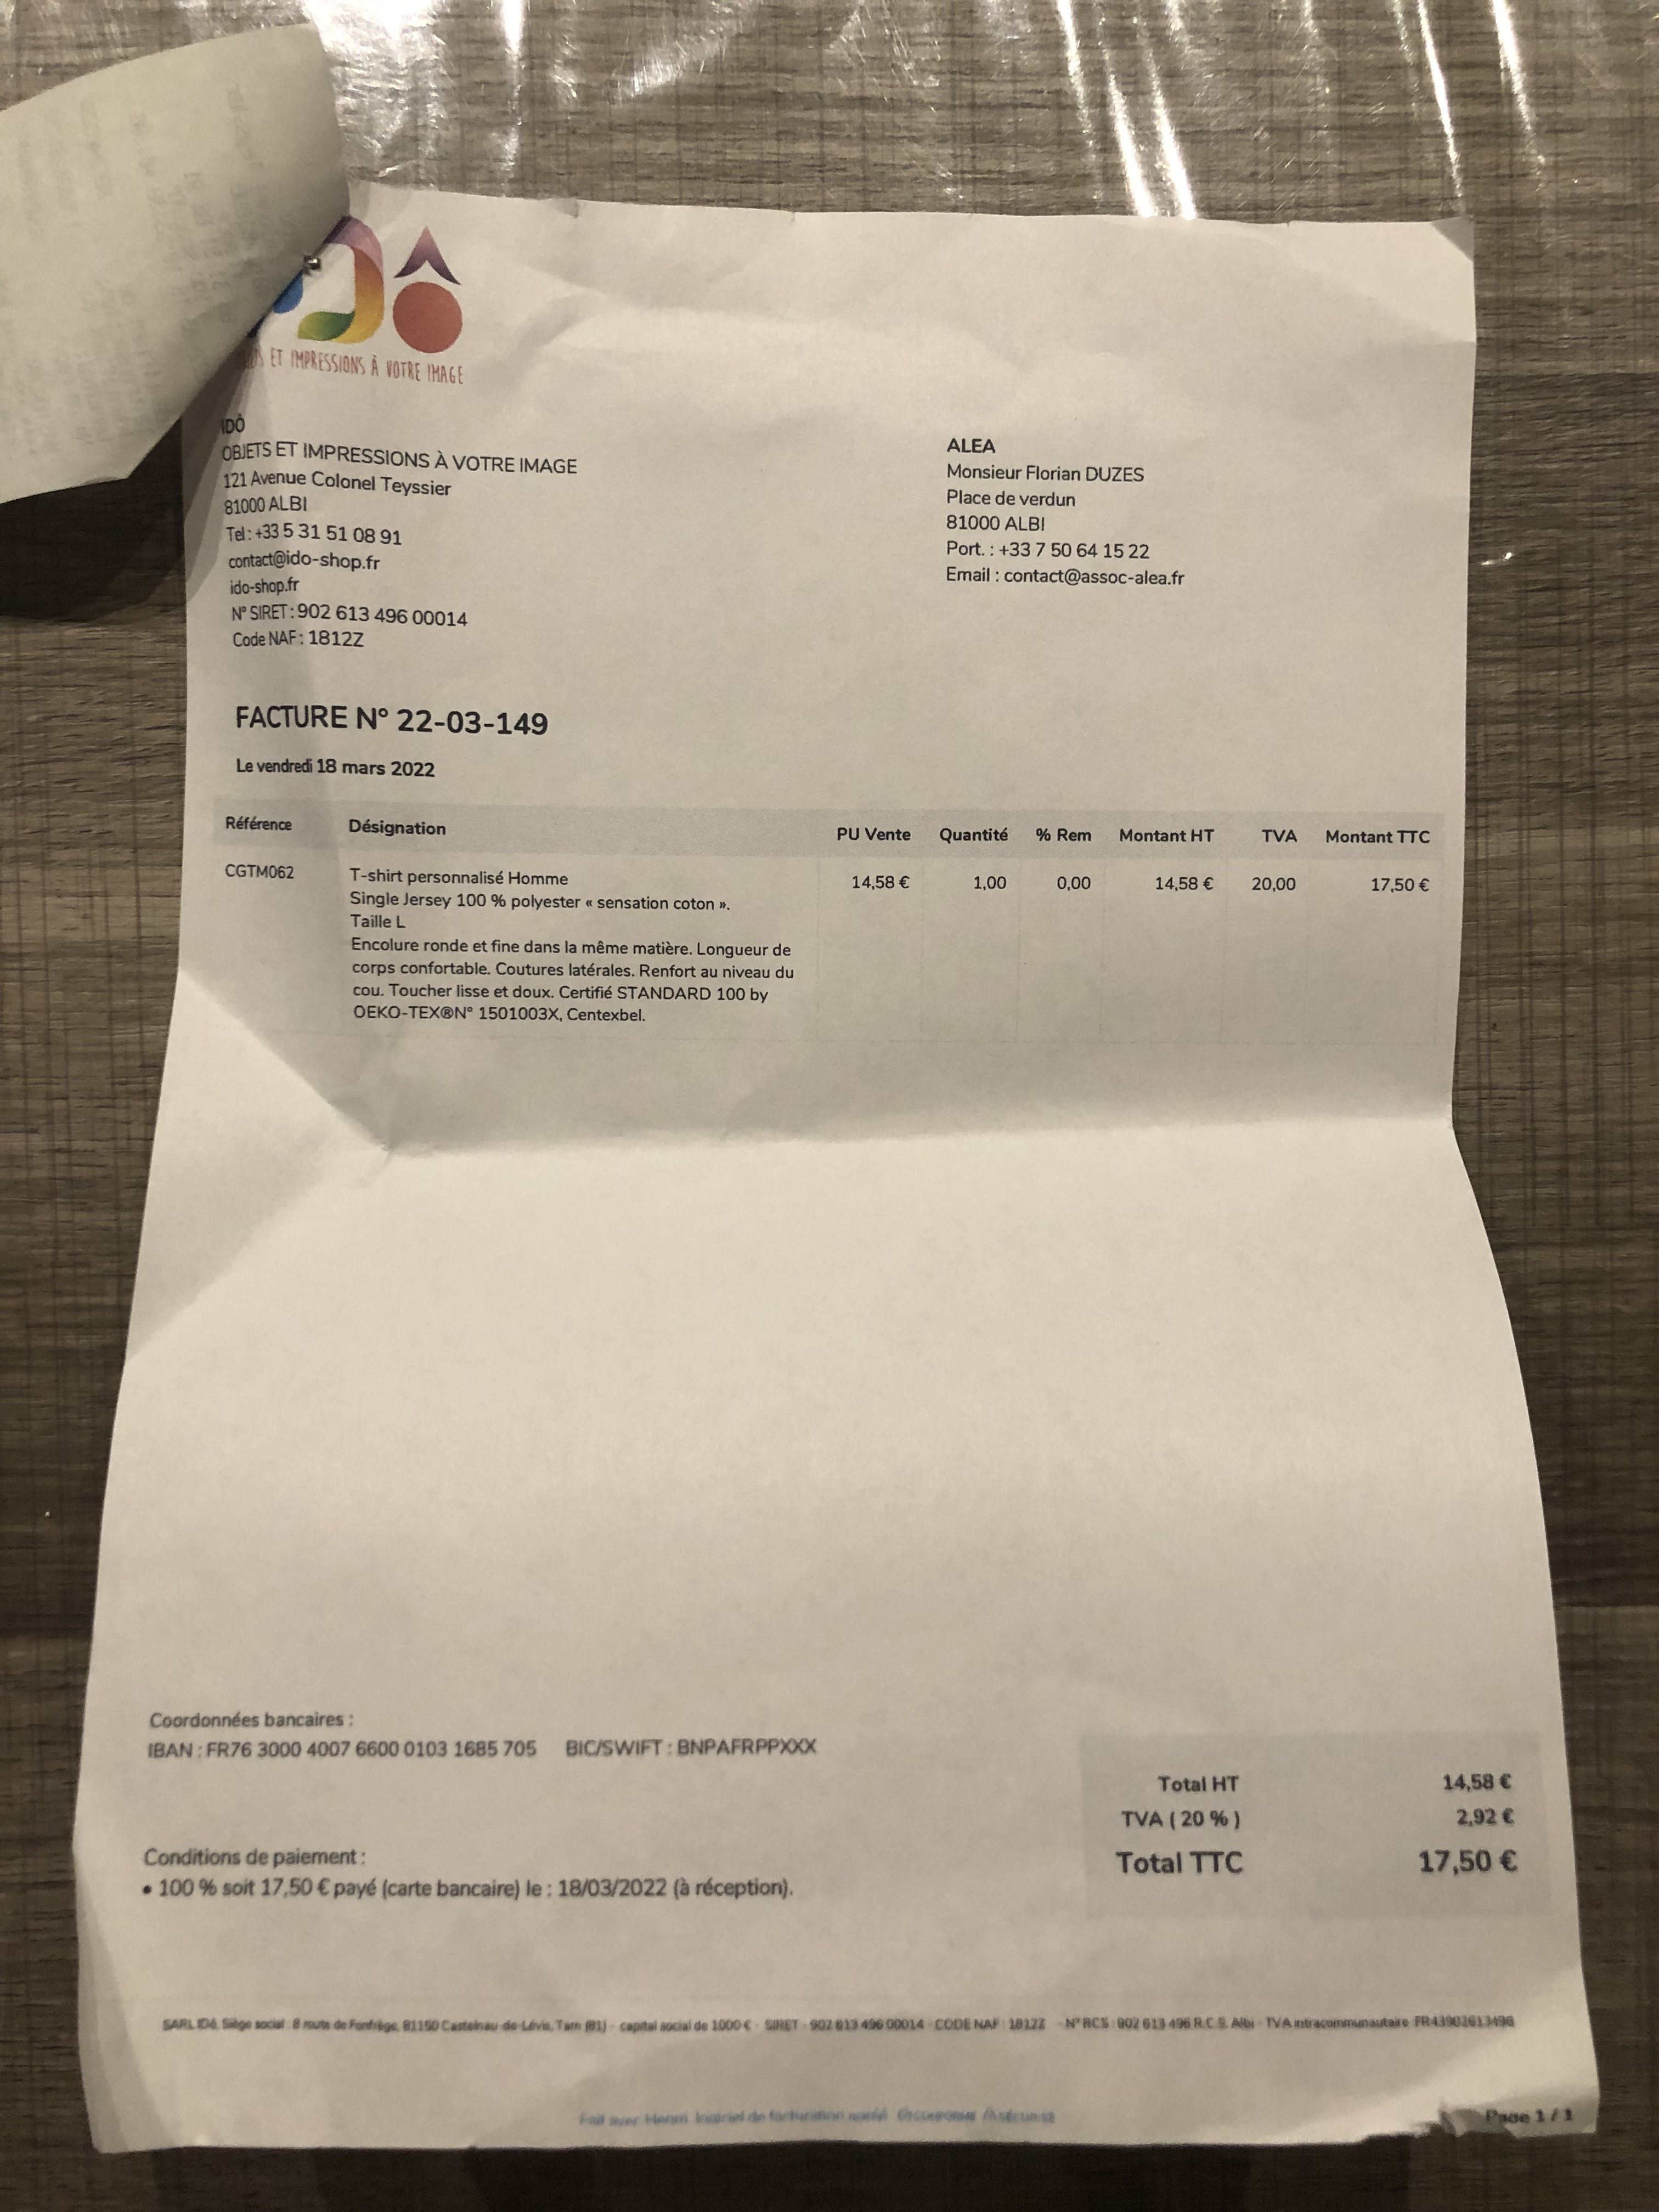 ET IMPRESSIONS À VOTRE IMAGE
IDÔ
OBJETS ET IMPRESSIONS À VOTRE IMAGE
121 Avenue Colonel Teyssier
81000 ALBI
Tel : +33 5 31 51 08 91
contact@ido-shop.fr
ido-shop.fr
N° SIRET : 902 613 496 00014
Code NAF : 1812Z
ALEA
Monsieur Florian DUZES
Place de verdun
81000 ALBI
Port. : +33 7 50 64 15 22
Email : contact@assoc-alea.fr
FACTURE N° 22-03-149
Le vendredi 18 mars 2022
Référence Désignation PU Vente Quantité % Rem Montant HT TVA Montant TTC
CGTM062 T-shirt personnalisé Homme 14,58 € 1,00 0,00 14,58 € 20,00 17,50 €
Single Jersey 100 % polyester « sensation coton ».
Taille L
Encolure ronde et fine dans la même matière. Longueur de
corps confortable. Coutures latérales. Renfort au niveau du
cou. Toucher lisse et doux. Certifié STANDARD 100 by
OEKO-TEX®N° 1501003X, Centexbel.
Coordonnées bancaires :
IBAN : FR76 3000 4007 6600 0103 1685 705 BIC/SWIFT : BNPAFRPPXXX
Total HT 14,58 €
TVA ( 20 % ) 2,92 €
Total TTC 17,50 €
Conditions de paiement :
• 100 % soit 17,50 € payé (carte bancaire) le : 18/03/2022 (à réception).
SARL IDÔ, Siège social : 8 route de Fonfrège, 81150 Castelnau-de-Lévis, Tarn (81) - capital social de 1000 € - SIRET - 902 613 496 00014 - CODE NAF : 1812Z - N° RCS : 902 613 496 R.C.S. Albi - TVA intracommunautaire FR43902613496
Fait avec Henrri, logiciel de facturation
Page 1 / 1